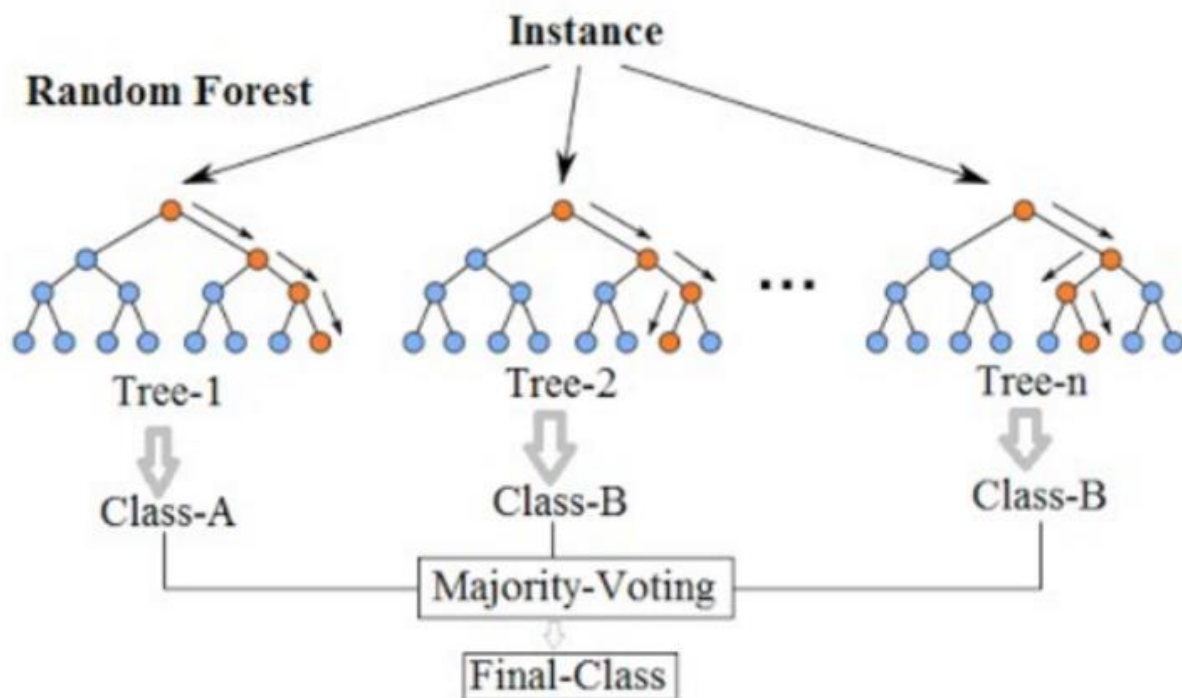 Instance
Random Forest
...
Tree-1
Tree-2
Tree-n
Class-A
Class-B
Class-B
Majority-Voting
Final-Class